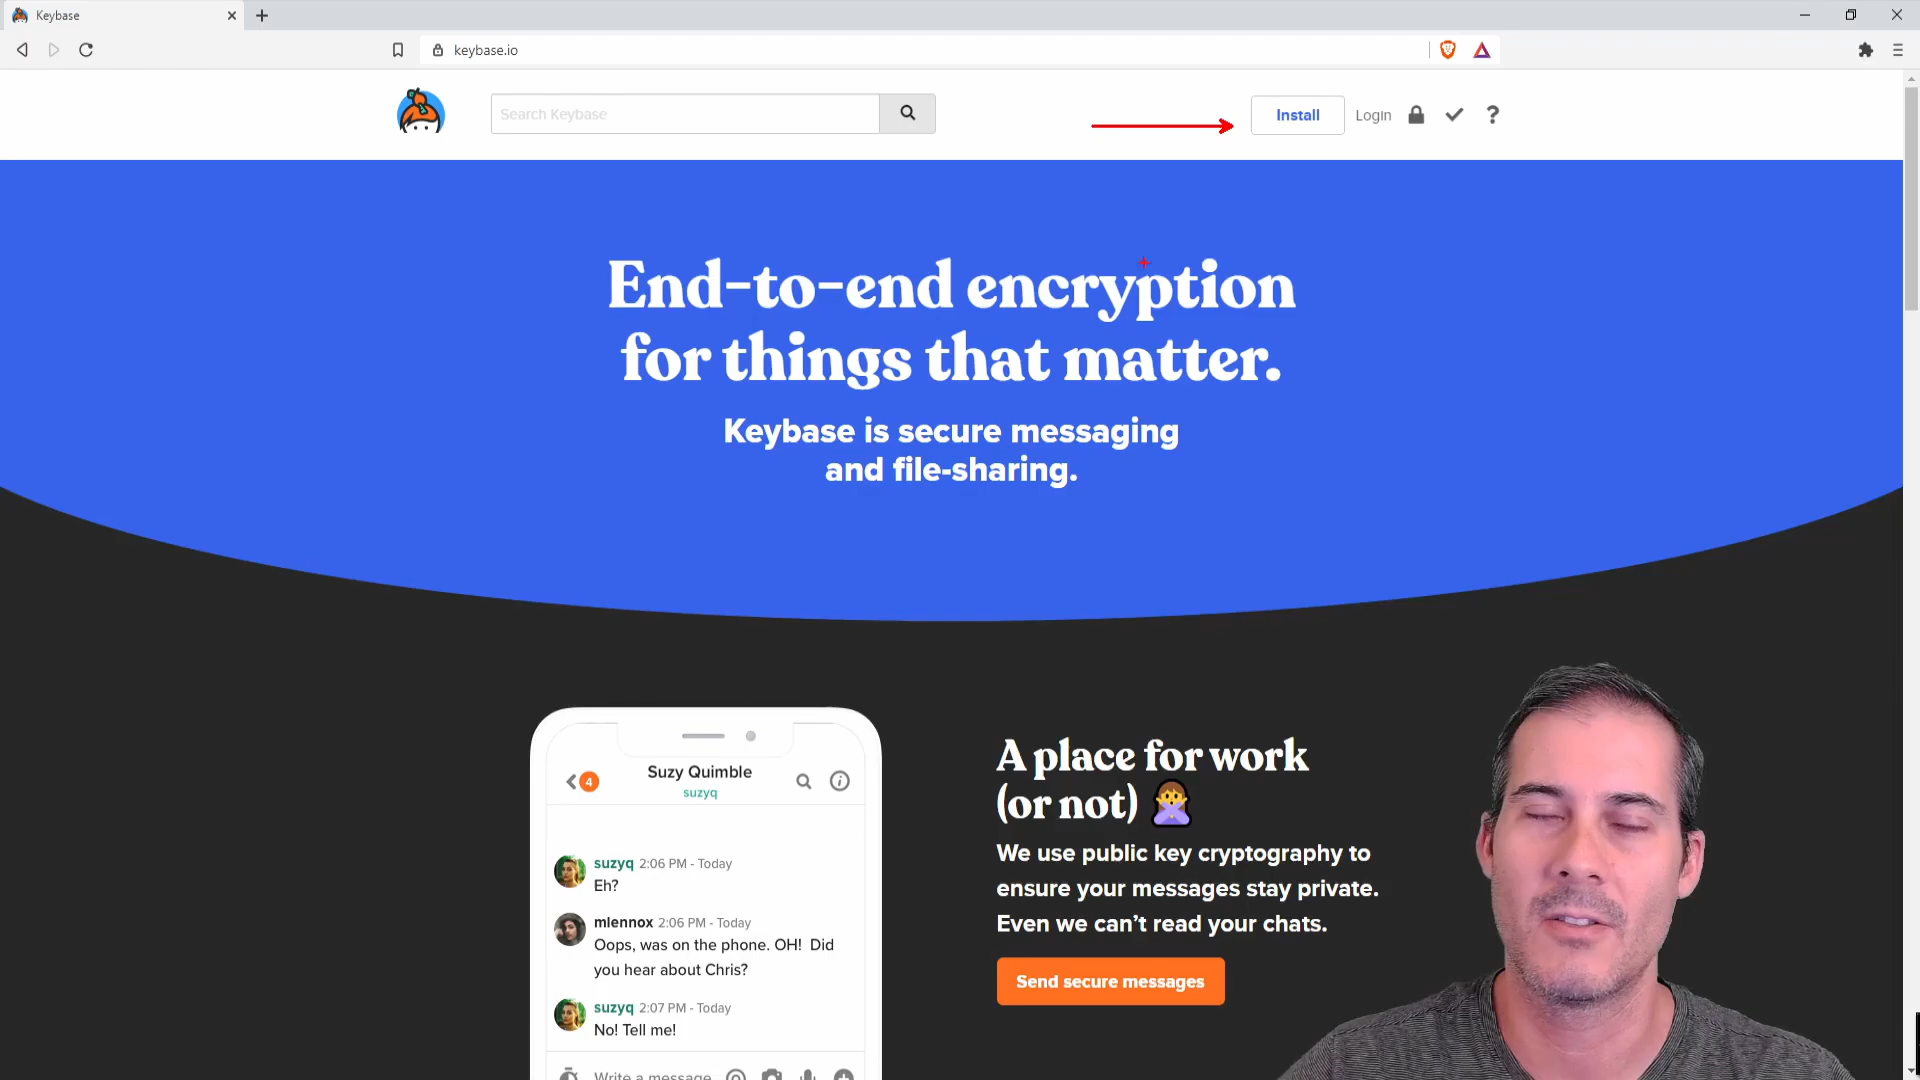 Keybase
keybase.io
Search Keybase
Install
Login
End-to-end encryption
for things that matter.
Keybase is secure messaging
and file-sharing.
4
Suzy Quimble
suzyq
suzyq 2:06 PM - Today
Eh?
mlennox 2:06 PM - Today
Oops, was on the phone. OH! Did
you hear about Chris?
suzyq 2:07 PM - Today
No! Tell me!
Write a message
A place for work
(or not)
We use public key cryptography to
ensure your messages stay private.
Even we can't read your chats.
Send secure messages